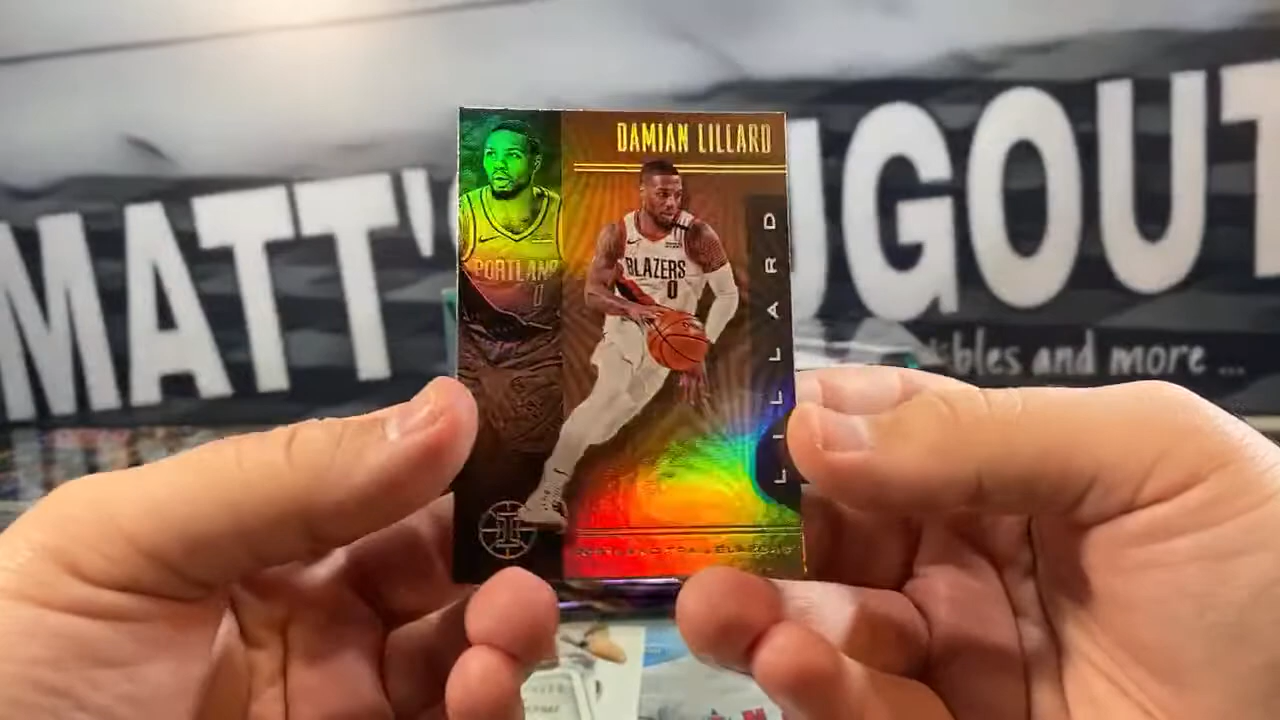 MATT'S
UGOUT
bles and more ...
DAMIAN LILLARD
LILLARD
PORTLAND
0
BLAZERS
0